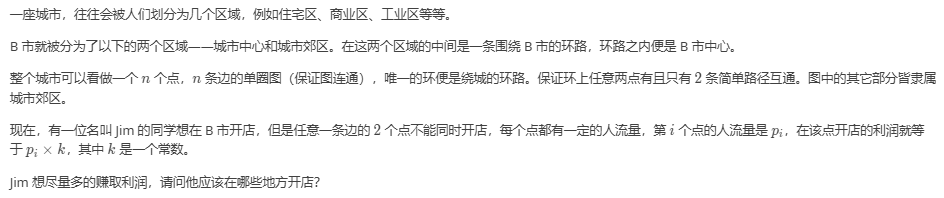 一座城市，往往会被人们划分为几个区域，例如住宅区、商业区、工业区等等。
B 市就被分为了以下的两个区域——城市中心和城市郊区。在这两个区域的中间是一条围绕 B 市的环路，环路之内便是 B 市中心。
整个城市可以看做一个 n 个点，n 条边的单圈图（保证图连通），唯一的环便是绕城的环路。保证环上任意两点有且只有 2 条简单路径互通。图中的其它部分皆隶属
城市郊区。
现在，有一位名叫 Jim 的同学想在 B 市开店，但是任意一条边的 2 个点不能同时开店，每个点都有一定的人流量，第 i 个点的人流量是 p_i，在该点开店的利润就等
于 p_i × k，其中 k 是一个常数。
Jim 想尽量多的赚取利润，请问他应该在哪些地方开店？